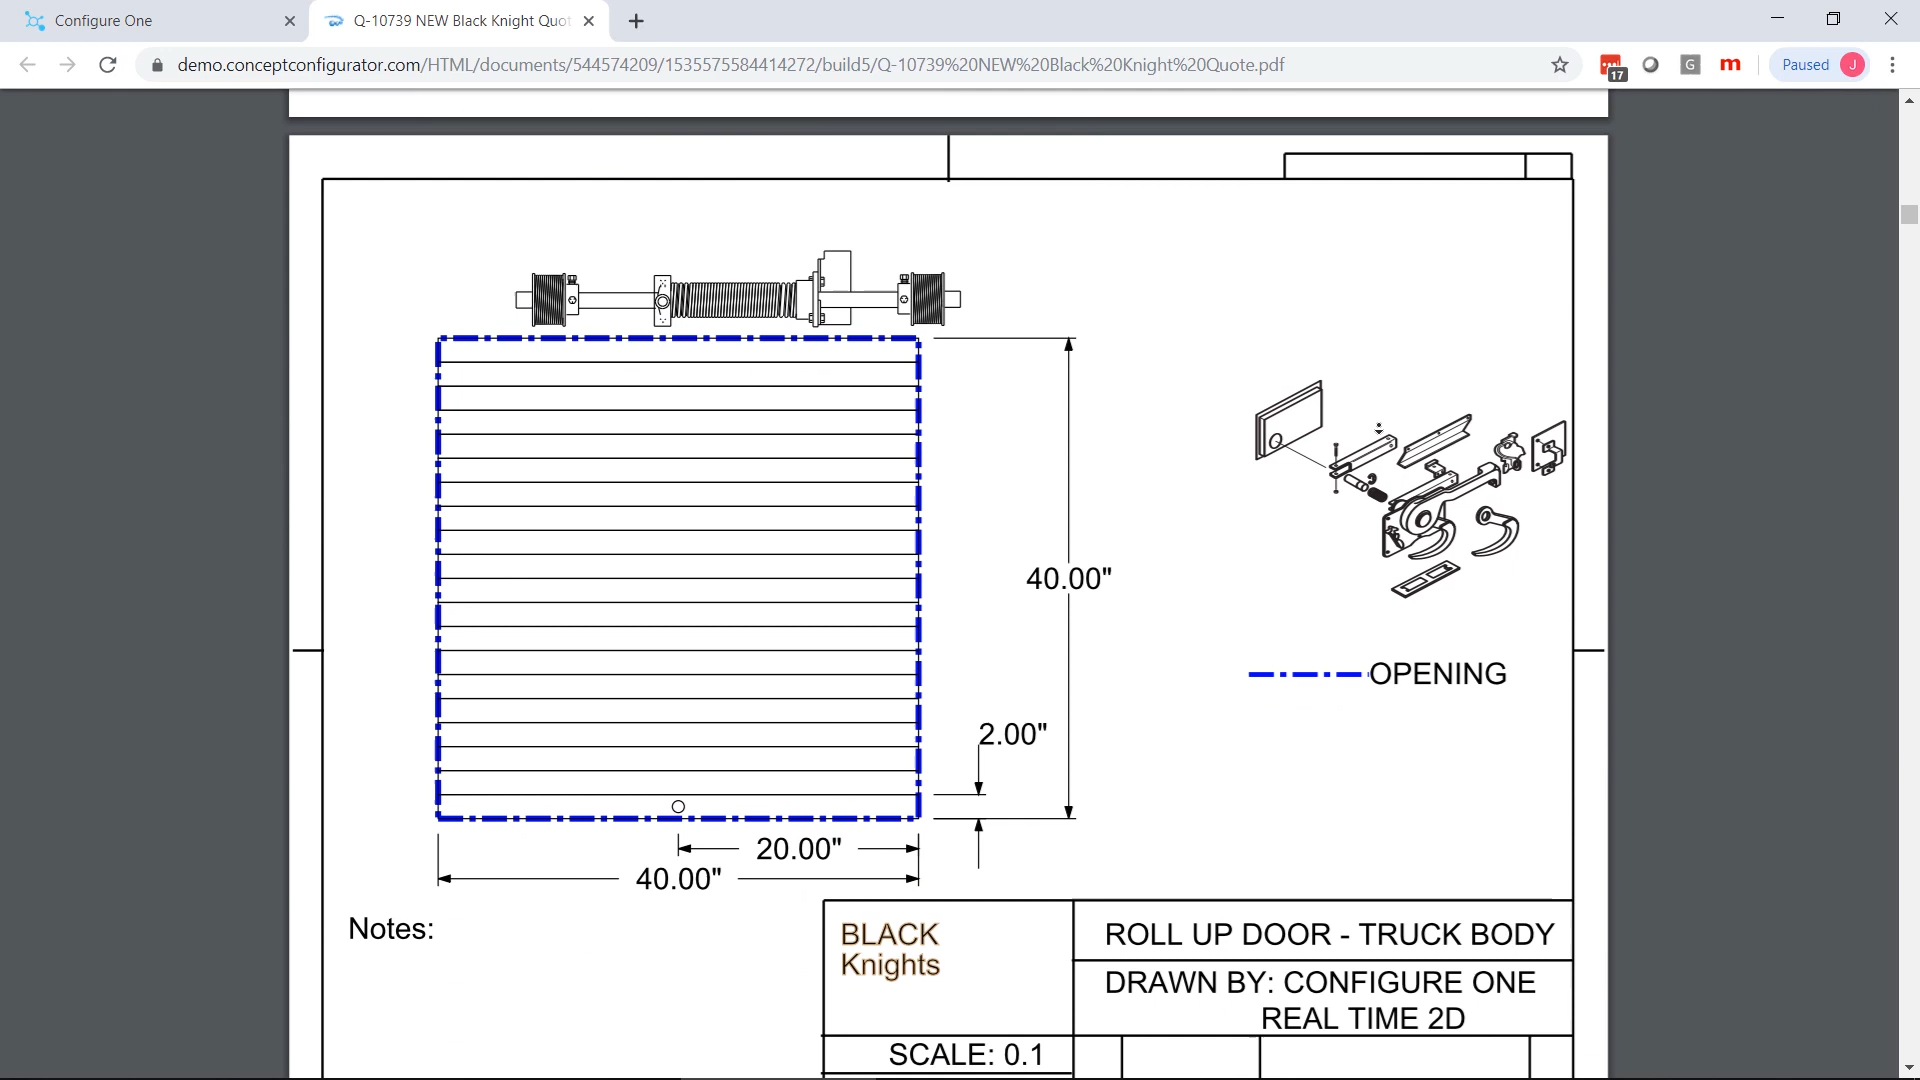 Configure One
Q-10739 NEW Black Knight Quot
demo.conceptconfigurator.com/HTML/documents/544574209/1535575584414272/build5/Q-10739%20NEW%20Black%20Knight%20Quote.pdf
17
G
m
Paused
J
40.00"
OPENING
2.00"
20.00"
40.00"
Notes:
BLACK
Knights
ROLL UP DOOR - TRUCK BODY
DRAWN BY: CONFIGURE ONE
REAL TIME 2D
SCALE: 0.1